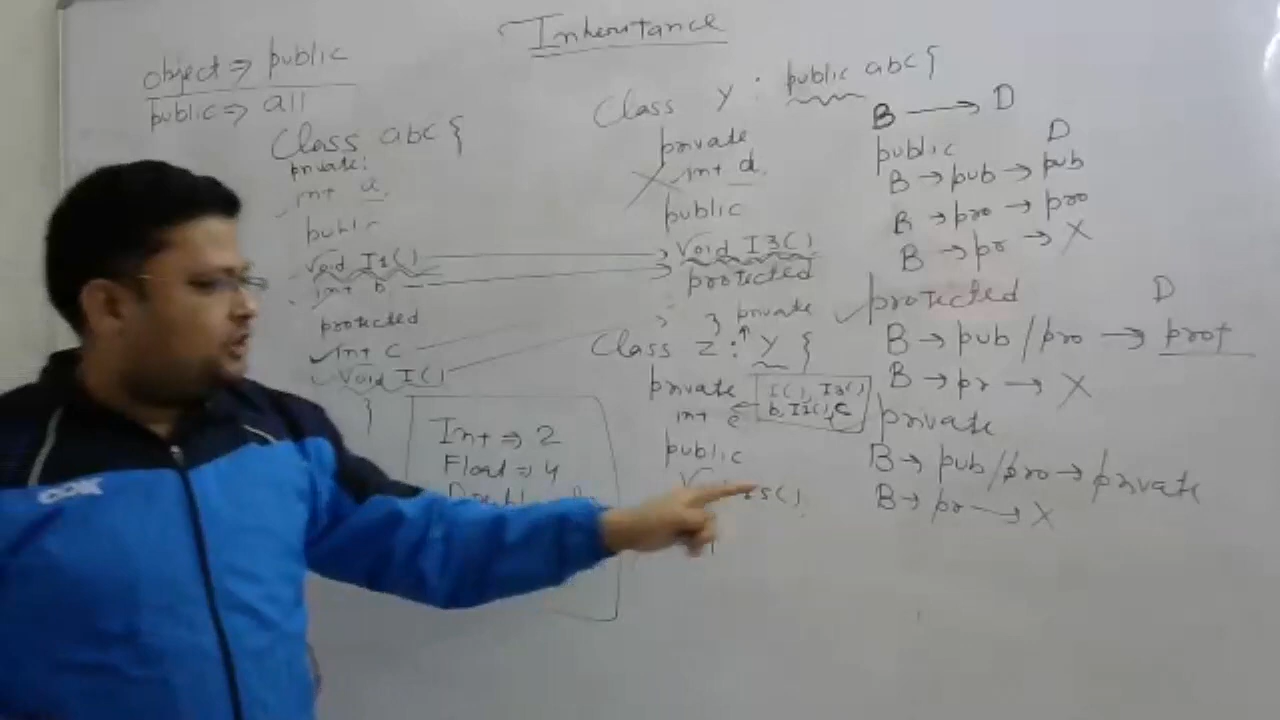 Inheritance
object => public
public => all
Class abc {
private:
int a.
public
void I1()
int b
protected
int c
void I()
}
Int => 2
Float => 4
Class Y : public abc {
private
int d.
public
void I3()
protected
}
private
Class Z : Y {
private
int e
I(), I3()
b, I1(), c
public
I5()
B → D
D
public
B → pub → pub
B → pro → pro
B → pr → X
protected
D
B → pub / pro → prot
B → pr → X
private
B → pub/pro → private
B → pr → X